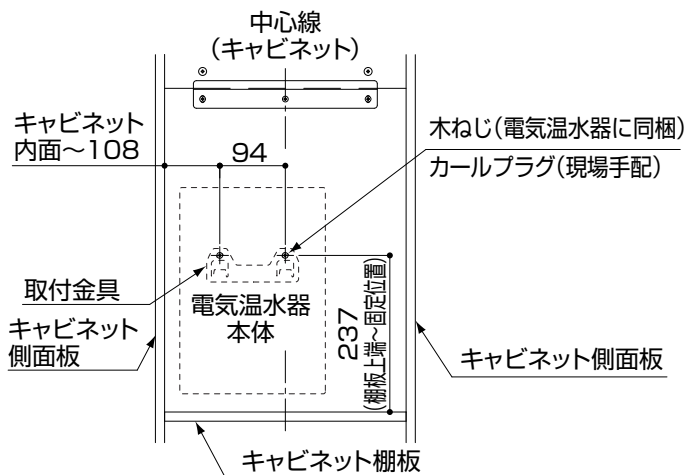 中心線
(キャビネット)
キャビネット
内面～108
94
木ねじ(電気温水器に同梱)
カールプラグ(現場手配)
取付金具
キャビネット
側面板
電気温水器
本体
237
(棚板上端～固定位置)
キャビネット側面板
キャビネット棚板